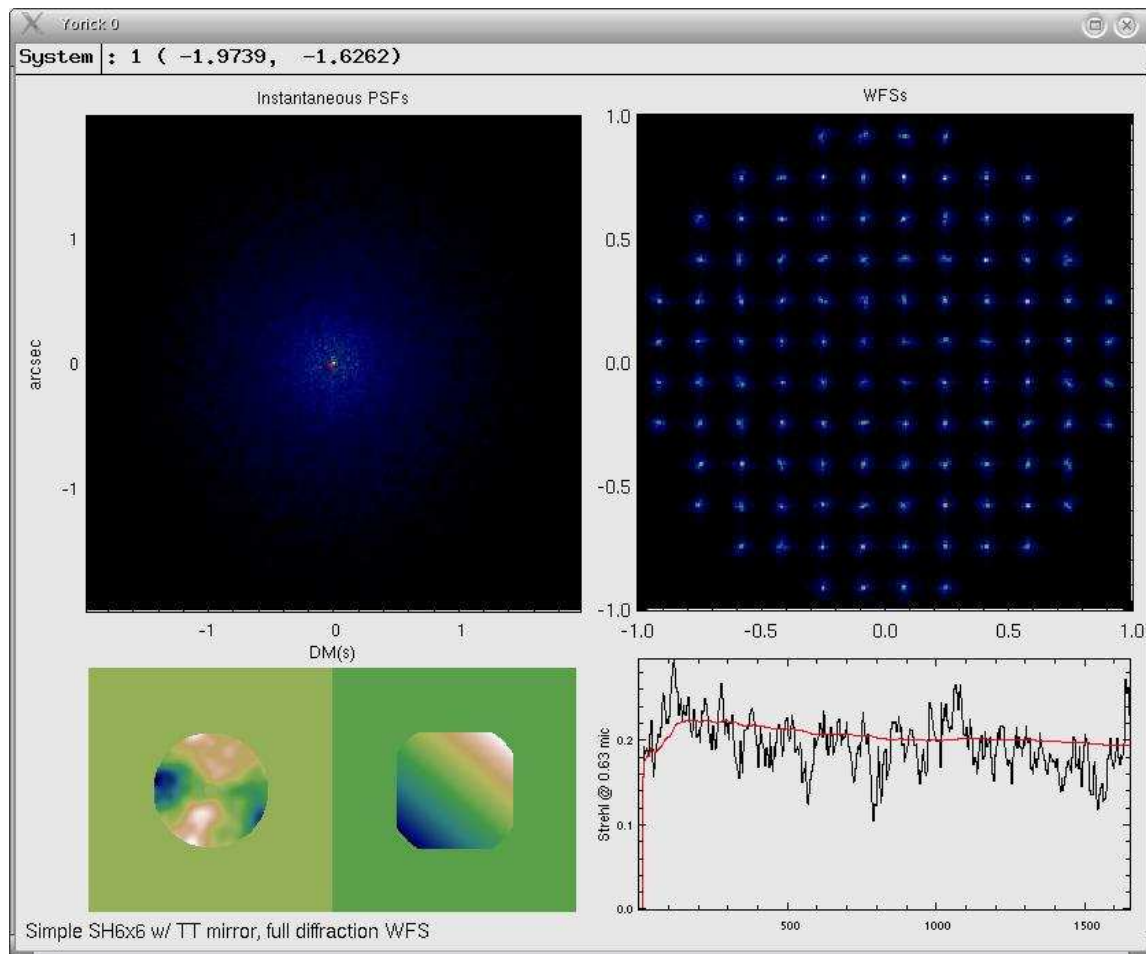 Yorick 0
System : 1 ( -1.9739, -1.6262)
Instantaneous PSFs
WFSs
arcsec
1
0
-1
-1 0 1
1.0
0.5
0.0
-0.5
-1.0
-1.0 -0.5 0.0 0.5 1.0
DM(s)
Strehl @ 0.63 mic
0.2
0.1
0.0
500 1000 1500
Simple SH6x6 w/ TT mirror, full diffraction WFS